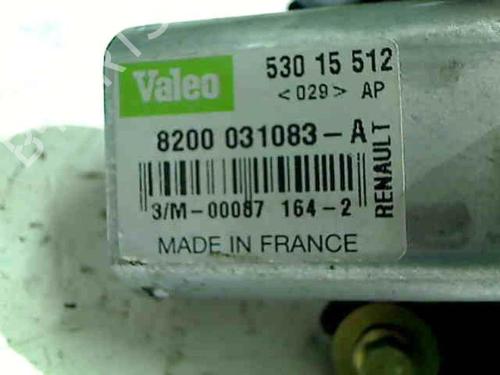 Valeo
530 15 512
<029> AP
8200 031083-A
RENAULT
3/M-00087 164-2
MADE IN FRANCE